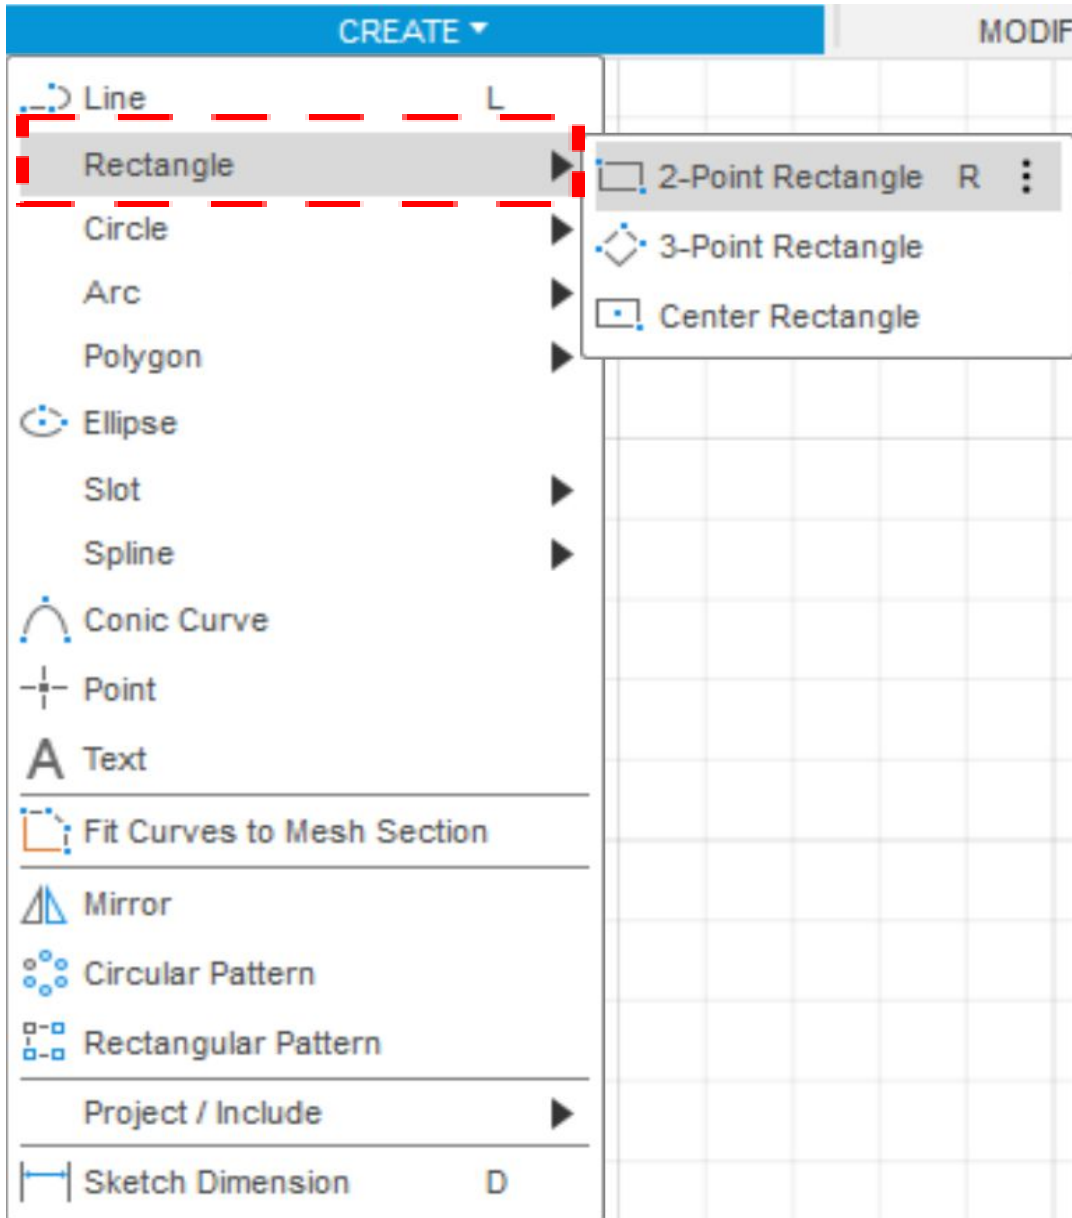 CREATE
MODIF
Line L
Rectangle
2-Point Rectangle R
3-Point Rectangle
Center Rectangle
Circle
Arc
Polygon
Ellipse
Slot
Spline
Conic Curve
Point
A Text
Fit Curves to Mesh Section
Mirror
Circular Pattern
Rectangular Pattern
Project / Include
Sketch Dimension D